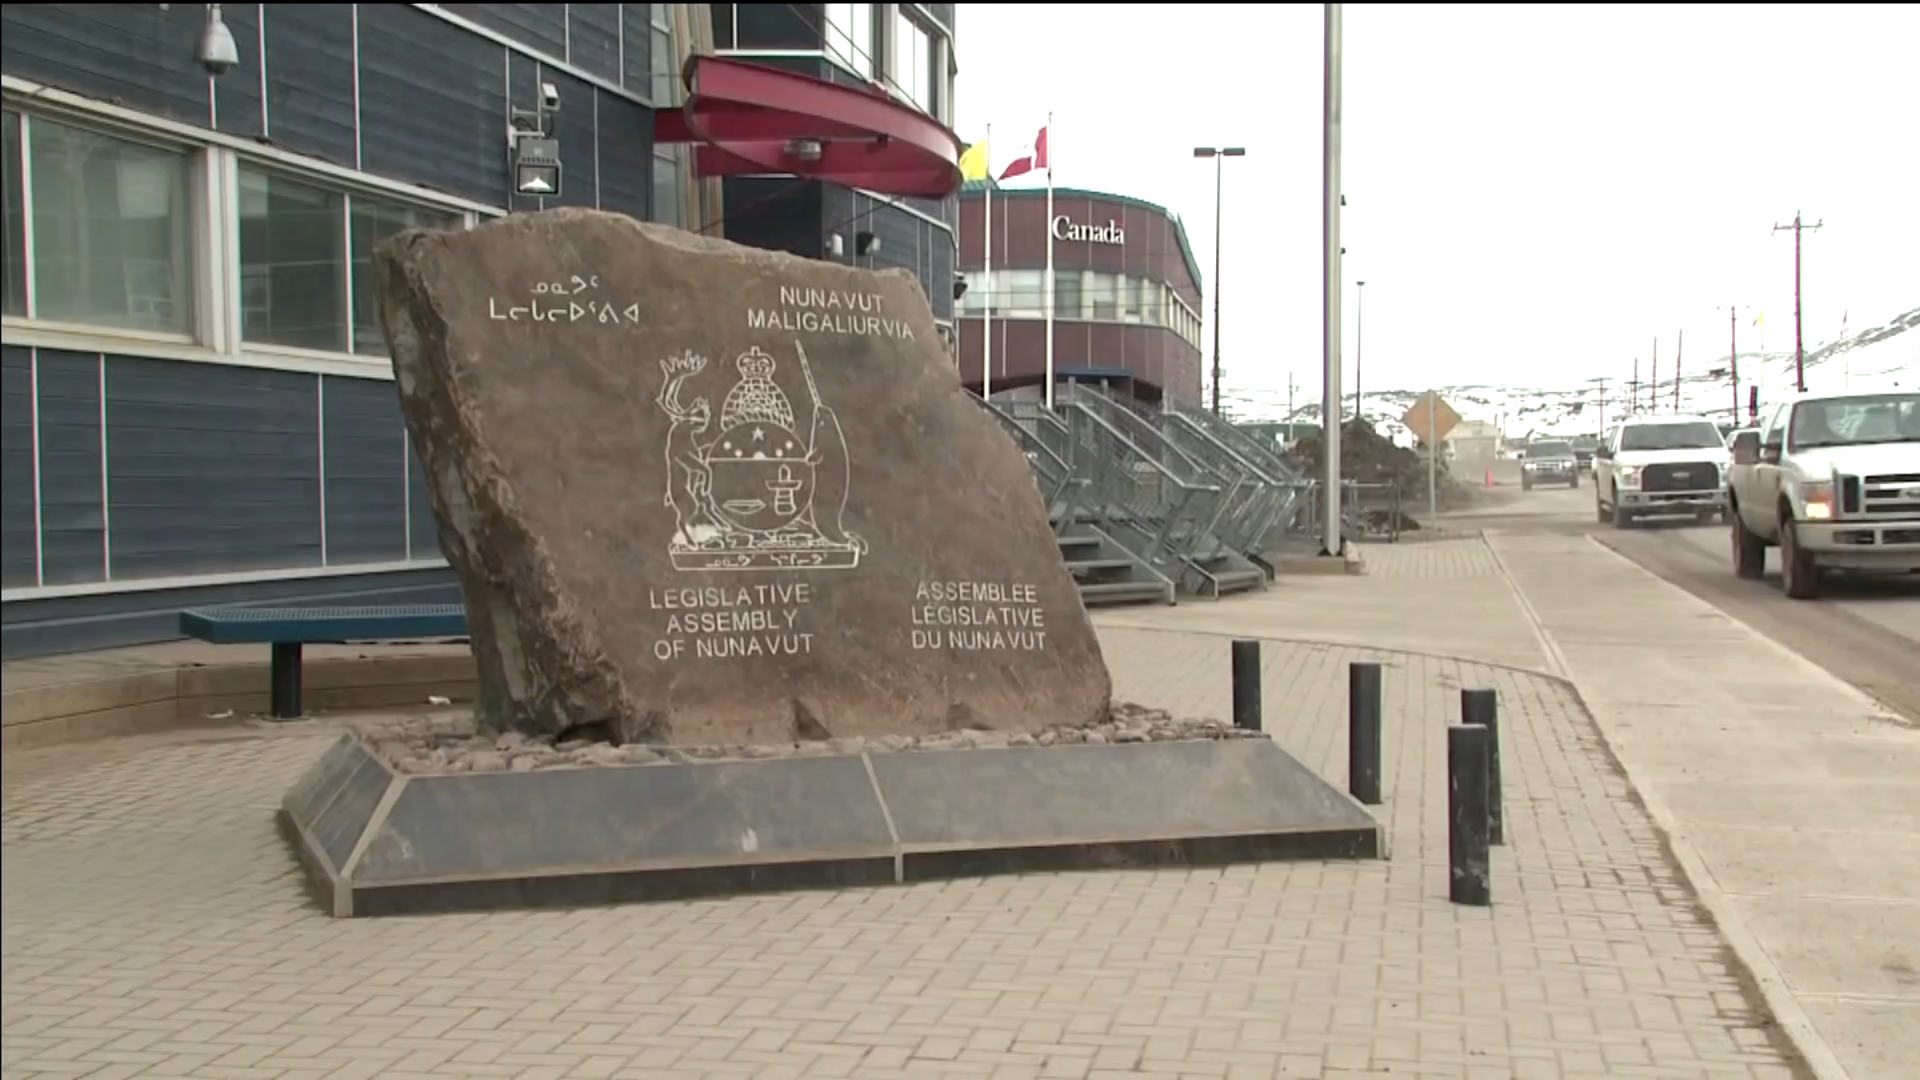 ᓄᓇᕗᑦ
ᒪᓕᒐᓕᐅᕐᕕᐊ
NUNAVUT
MALIGALIURVIA
LEGISLATIVE
ASSEMBLY
OF NUNAVUT
ASSEMBLÉE
LÉGISLATIVE
DU NUNAVUT
Canada